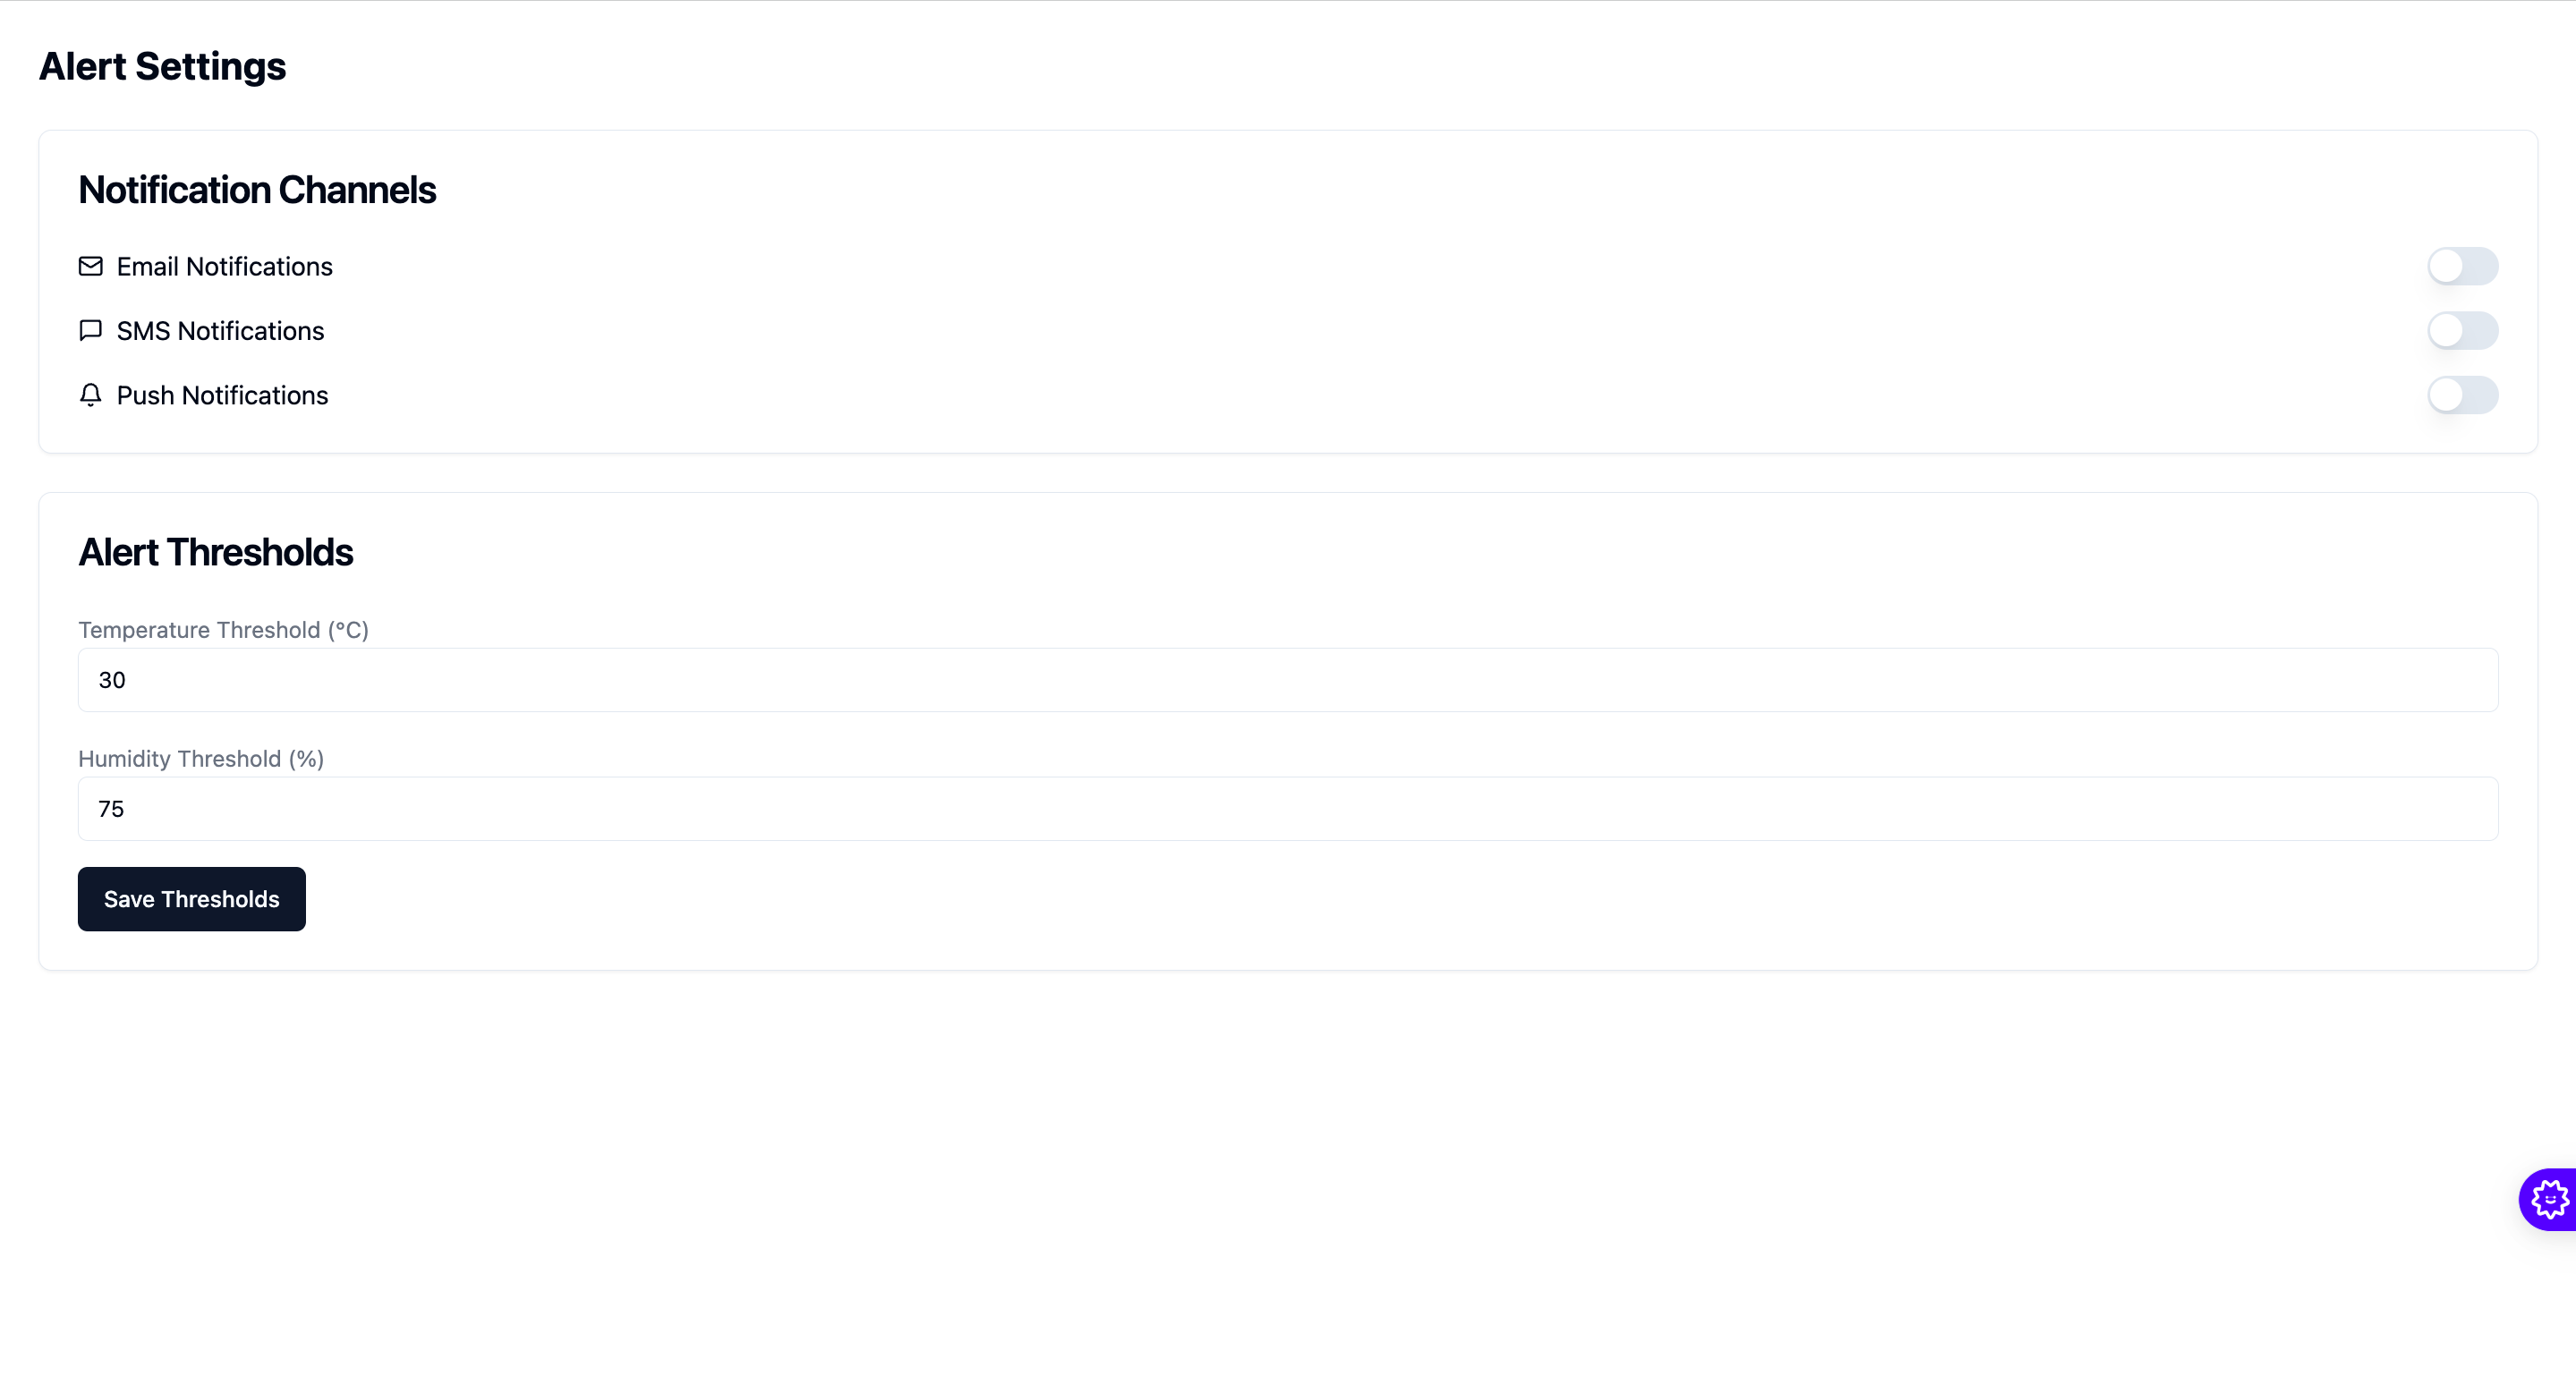 Alert Settings
Notification Channels
Email Notifications
SMS Notifications
Push Notifications
Alert Thresholds
Temperature Threshold (°C)
30
Humidity Threshold (%)
75
Save Thresholds